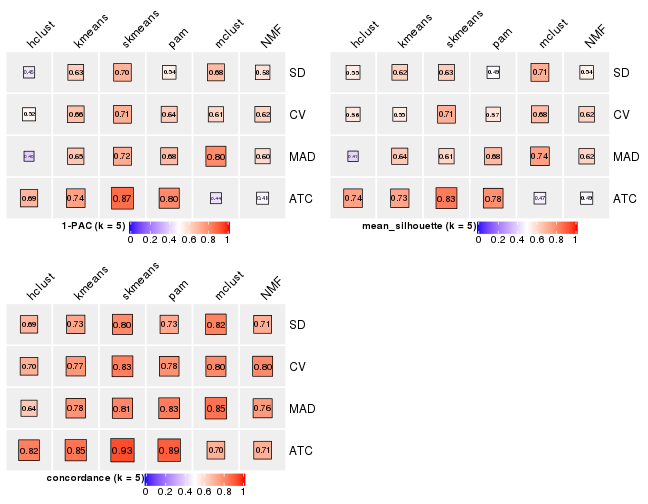 hclust kmeans skmeans pam mclust NMF
0.63 0.70 0.54 0.68 0.58 SD
0.52 0.66 0.71 0.64 0.61 0.62 CV
0.65 0.72 0.68 0.80 0.60 MAD
0.69 0.74 0.87 0.80 0.44 0.48 ATC
1-PAC (k = 5)
0 0.2 0.4 0.6 0.8 1
hclust kmeans skmeans pam mclust NMF
0.55 0.62 0.63 0.49 0.71 0.54 SD
0.56 0.55 0.71 0.57 0.68 0.62 CV
0.64 0.61 0.68 0.74 0.62 MAD
0.74 0.73 0.83 0.78 0.47 0.49 ATC
mean_silhouette (k = 5)
0 0.2 0.4 0.6 0.8 1
hclust kmeans skmeans pam mclust NMF
0.69 0.73 0.80 0.73 0.82 0.71 SD
0.70 0.77 0.83 0.78 0.80 0.80 CV
0.64 0.78 0.81 0.83 0.85 0.76 MAD
0.82 0.85 0.93 0.89 0.70 0.71 ATC
concordance (k = 5)
0 0.2 0.4 0.6 0.8 1